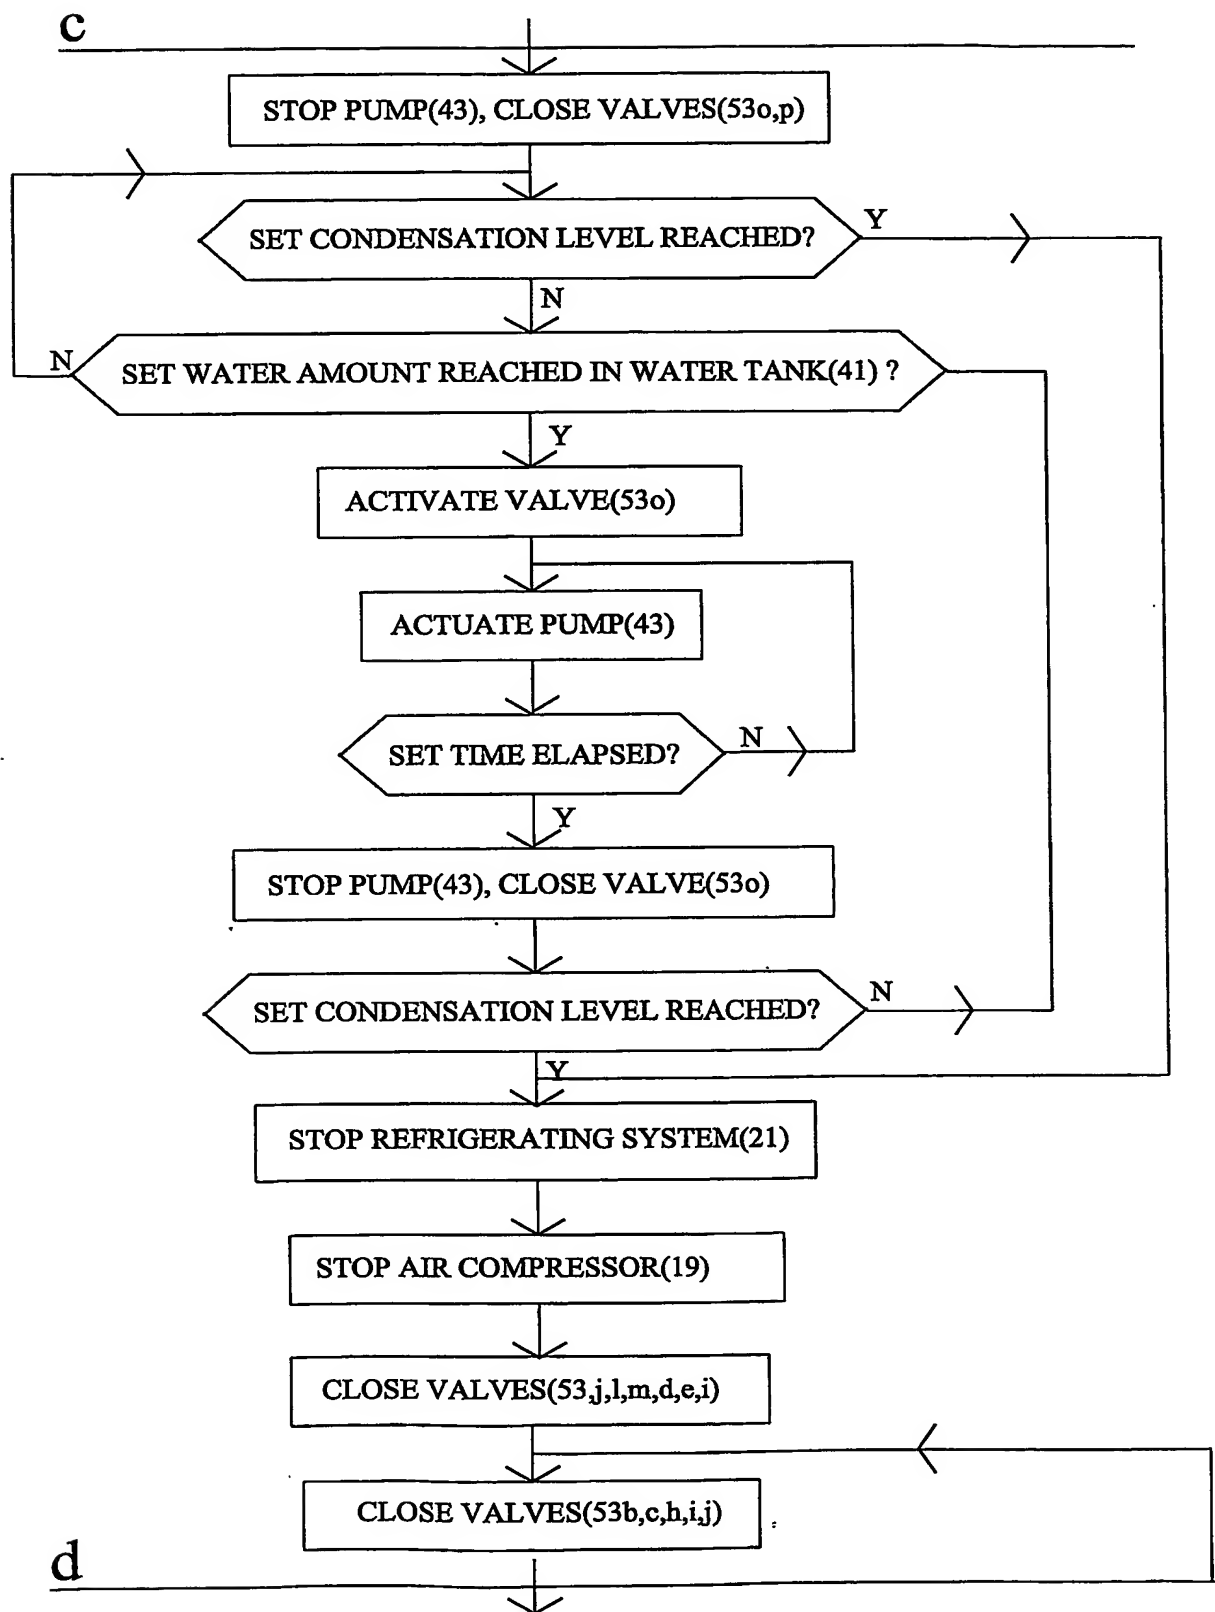 c
STOP PUMP(43), CLOSE VALVES(53o,p)
SET CONDENSATION LEVEL REACHED?
Y
N
N
SET WATER AMOUNT REACHED IN WATER TANK(41) ?
Y
ACTIVATE VALVE(53o)
ACTUATE PUMP(43)
SET TIME ELAPSED?
N
Y
STOP PUMP(43), CLOSE VALVE(53o)
SET CONDENSATION LEVEL REACHED?
N
Y
STOP REFRIGERATING SYSTEM(21)
STOP AIR COMPRESSOR(19)
CLOSE VALVES(53,j,l,m,d,e,i)
CLOSE VALVES(53b,c,h,i,j)
d